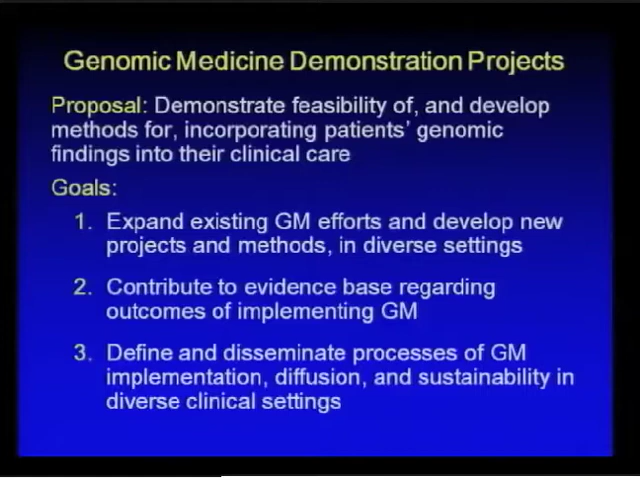 Genomic Medicine Demonstration Projects
Proposal: Demonstrate feasibility of, and develop
methods for, incorporating patients' genomic
findings into their clinical care
Goals:
1. Expand existing GM efforts and develop new
projects and methods, in diverse settings
2. Contribute to evidence base regarding
outcomes of implementing GM
3. Define and disseminate processes of GM
implementation, diffusion, and sustainability in
diverse clinical settings